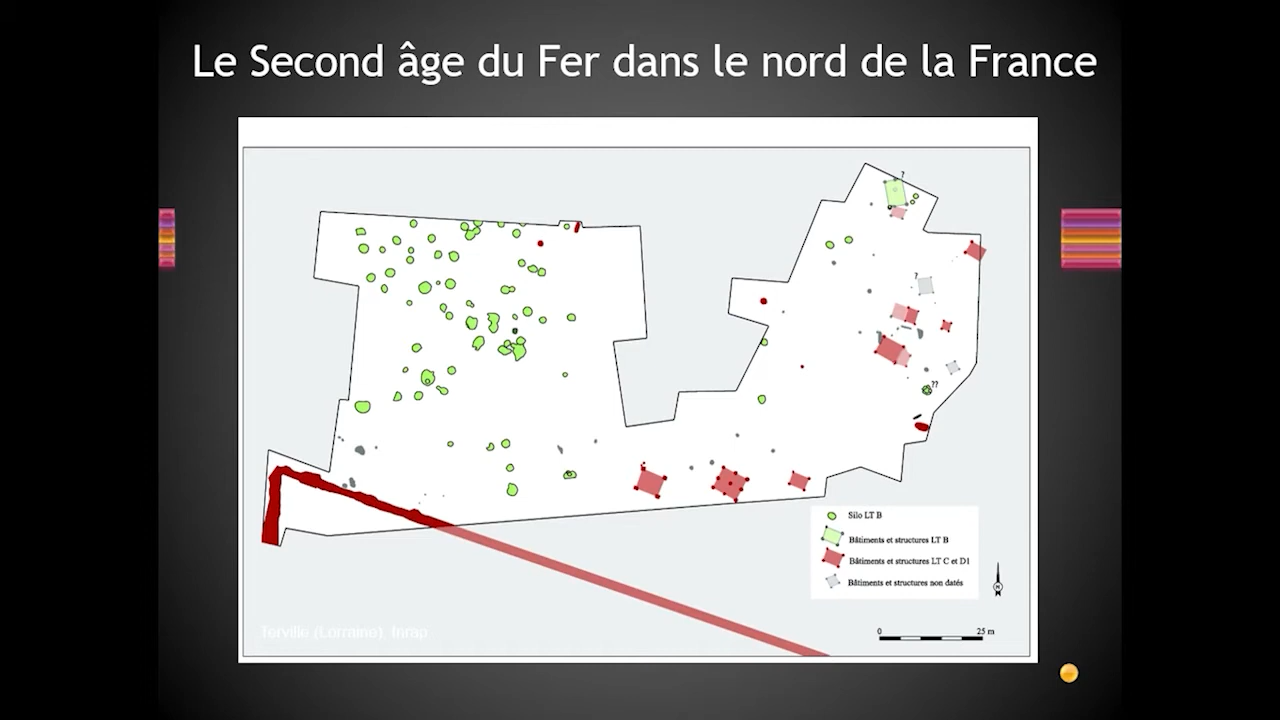 Le Second âge du Fer dans le nord de la France
?
?
??
Silo LT B
Bâtiments et structures LT B
Bâtiments et structures LT C et D1
Bâtiments et structures non datés
N
0 25 m
Terville (Lorraine). Inrap